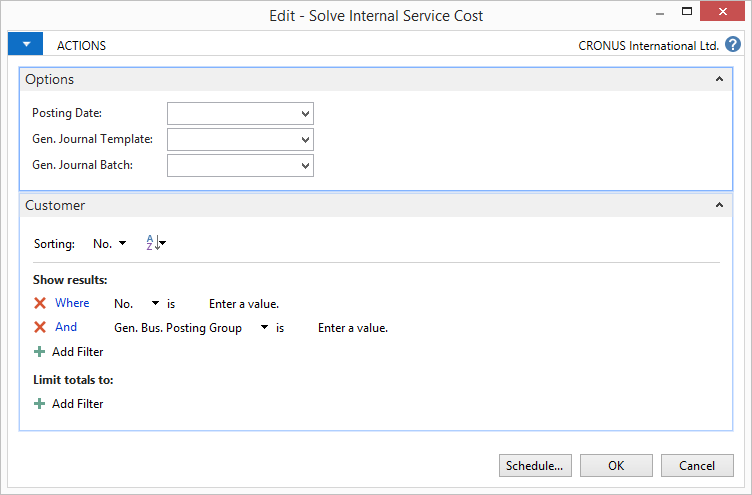 Edit - Solve Internal Service Cost
ACTIONS CRONUS International Ltd. ?
Options
Posting Date:
Gen. Journal Template:
Gen. Journal Batch:
Customer
Sorting: No. AZ
Show results:
Where No. is Enter a value.
And Gen. Bus. Posting Group is Enter a value.
Add Filter
Limit totals to:
Add Filter
Schedule... OK Cancel